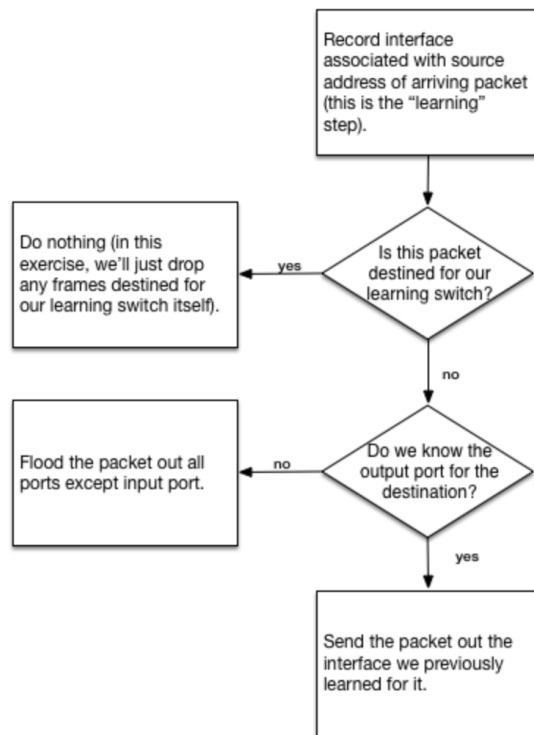 Record interface
associated with source
address of arriving packet
(this is the “learning”
step).
Is this packet
destined for our
learning switch?
yes
Do nothing (in this
exercise, we’ll just drop
any frames destined for
our learning switch itself).
no
Do we know the
output port for the
destination?
no
Flood the packet out all
ports except input port.
yes
Send the packet out the
interface we previously
learned for it.